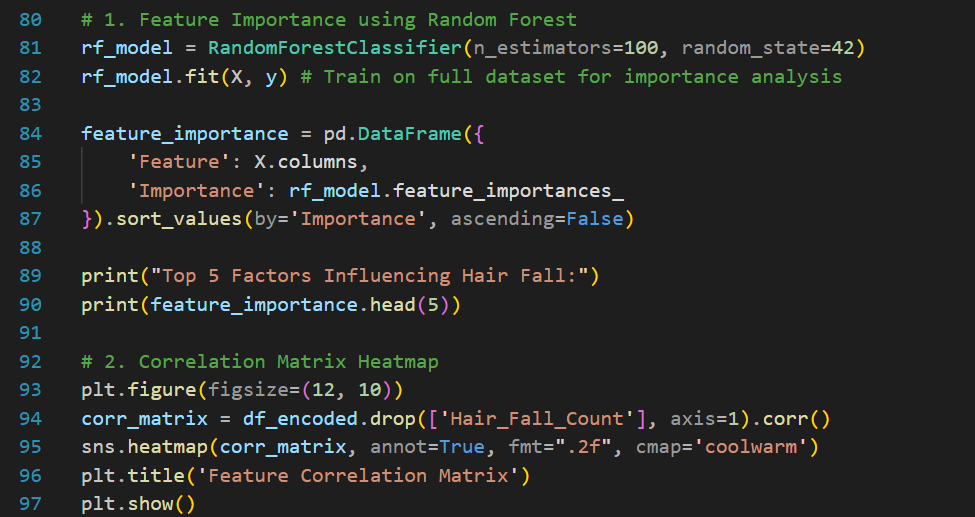 80 # 1. Feature Importance using Random Forest
81 rf_model = RandomForestClassifier(n_estimators=100, random_state=42)
82 rf_model.fit(X, y) # Train on full dataset for importance analysis
83
84 feature_importance = pd.DataFrame({
85     'Feature': X.columns,
86     'Importance': rf_model.feature_importances_
87 }).sort_values(by='Importance', ascending=False)
88
89 print("Top 5 Factors Influencing Hair Fall:")
90 print(feature_importance.head(5))
91
92 # 2. Correlation Matrix Heatmap
93 plt.figure(figsize=(12, 10))
94 corr_matrix = df_encoded.drop(['Hair_Fall_Count'], axis=1).corr()
95 sns.heatmap(corr_matrix, annot=True, fmt=".2f", cmap='coolwarm')
96 plt.title('Feature Correlation Matrix')
97 plt.show()